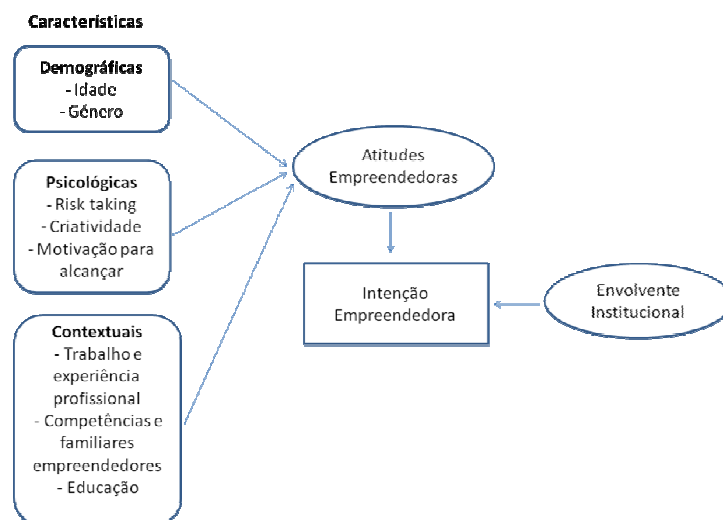 Características
Demográficas
- Idade
- Género
Psicológicas
- Risk taking
- Criatividade
- Motivação para
alcançar
Contextuais
- Trabalho e
experiência
profissional
- Competências e
familiares
empreendedores
- Educação
Atitudes
Empreendedoras
Intenção
Empreendedora
Envolvente
Institucional